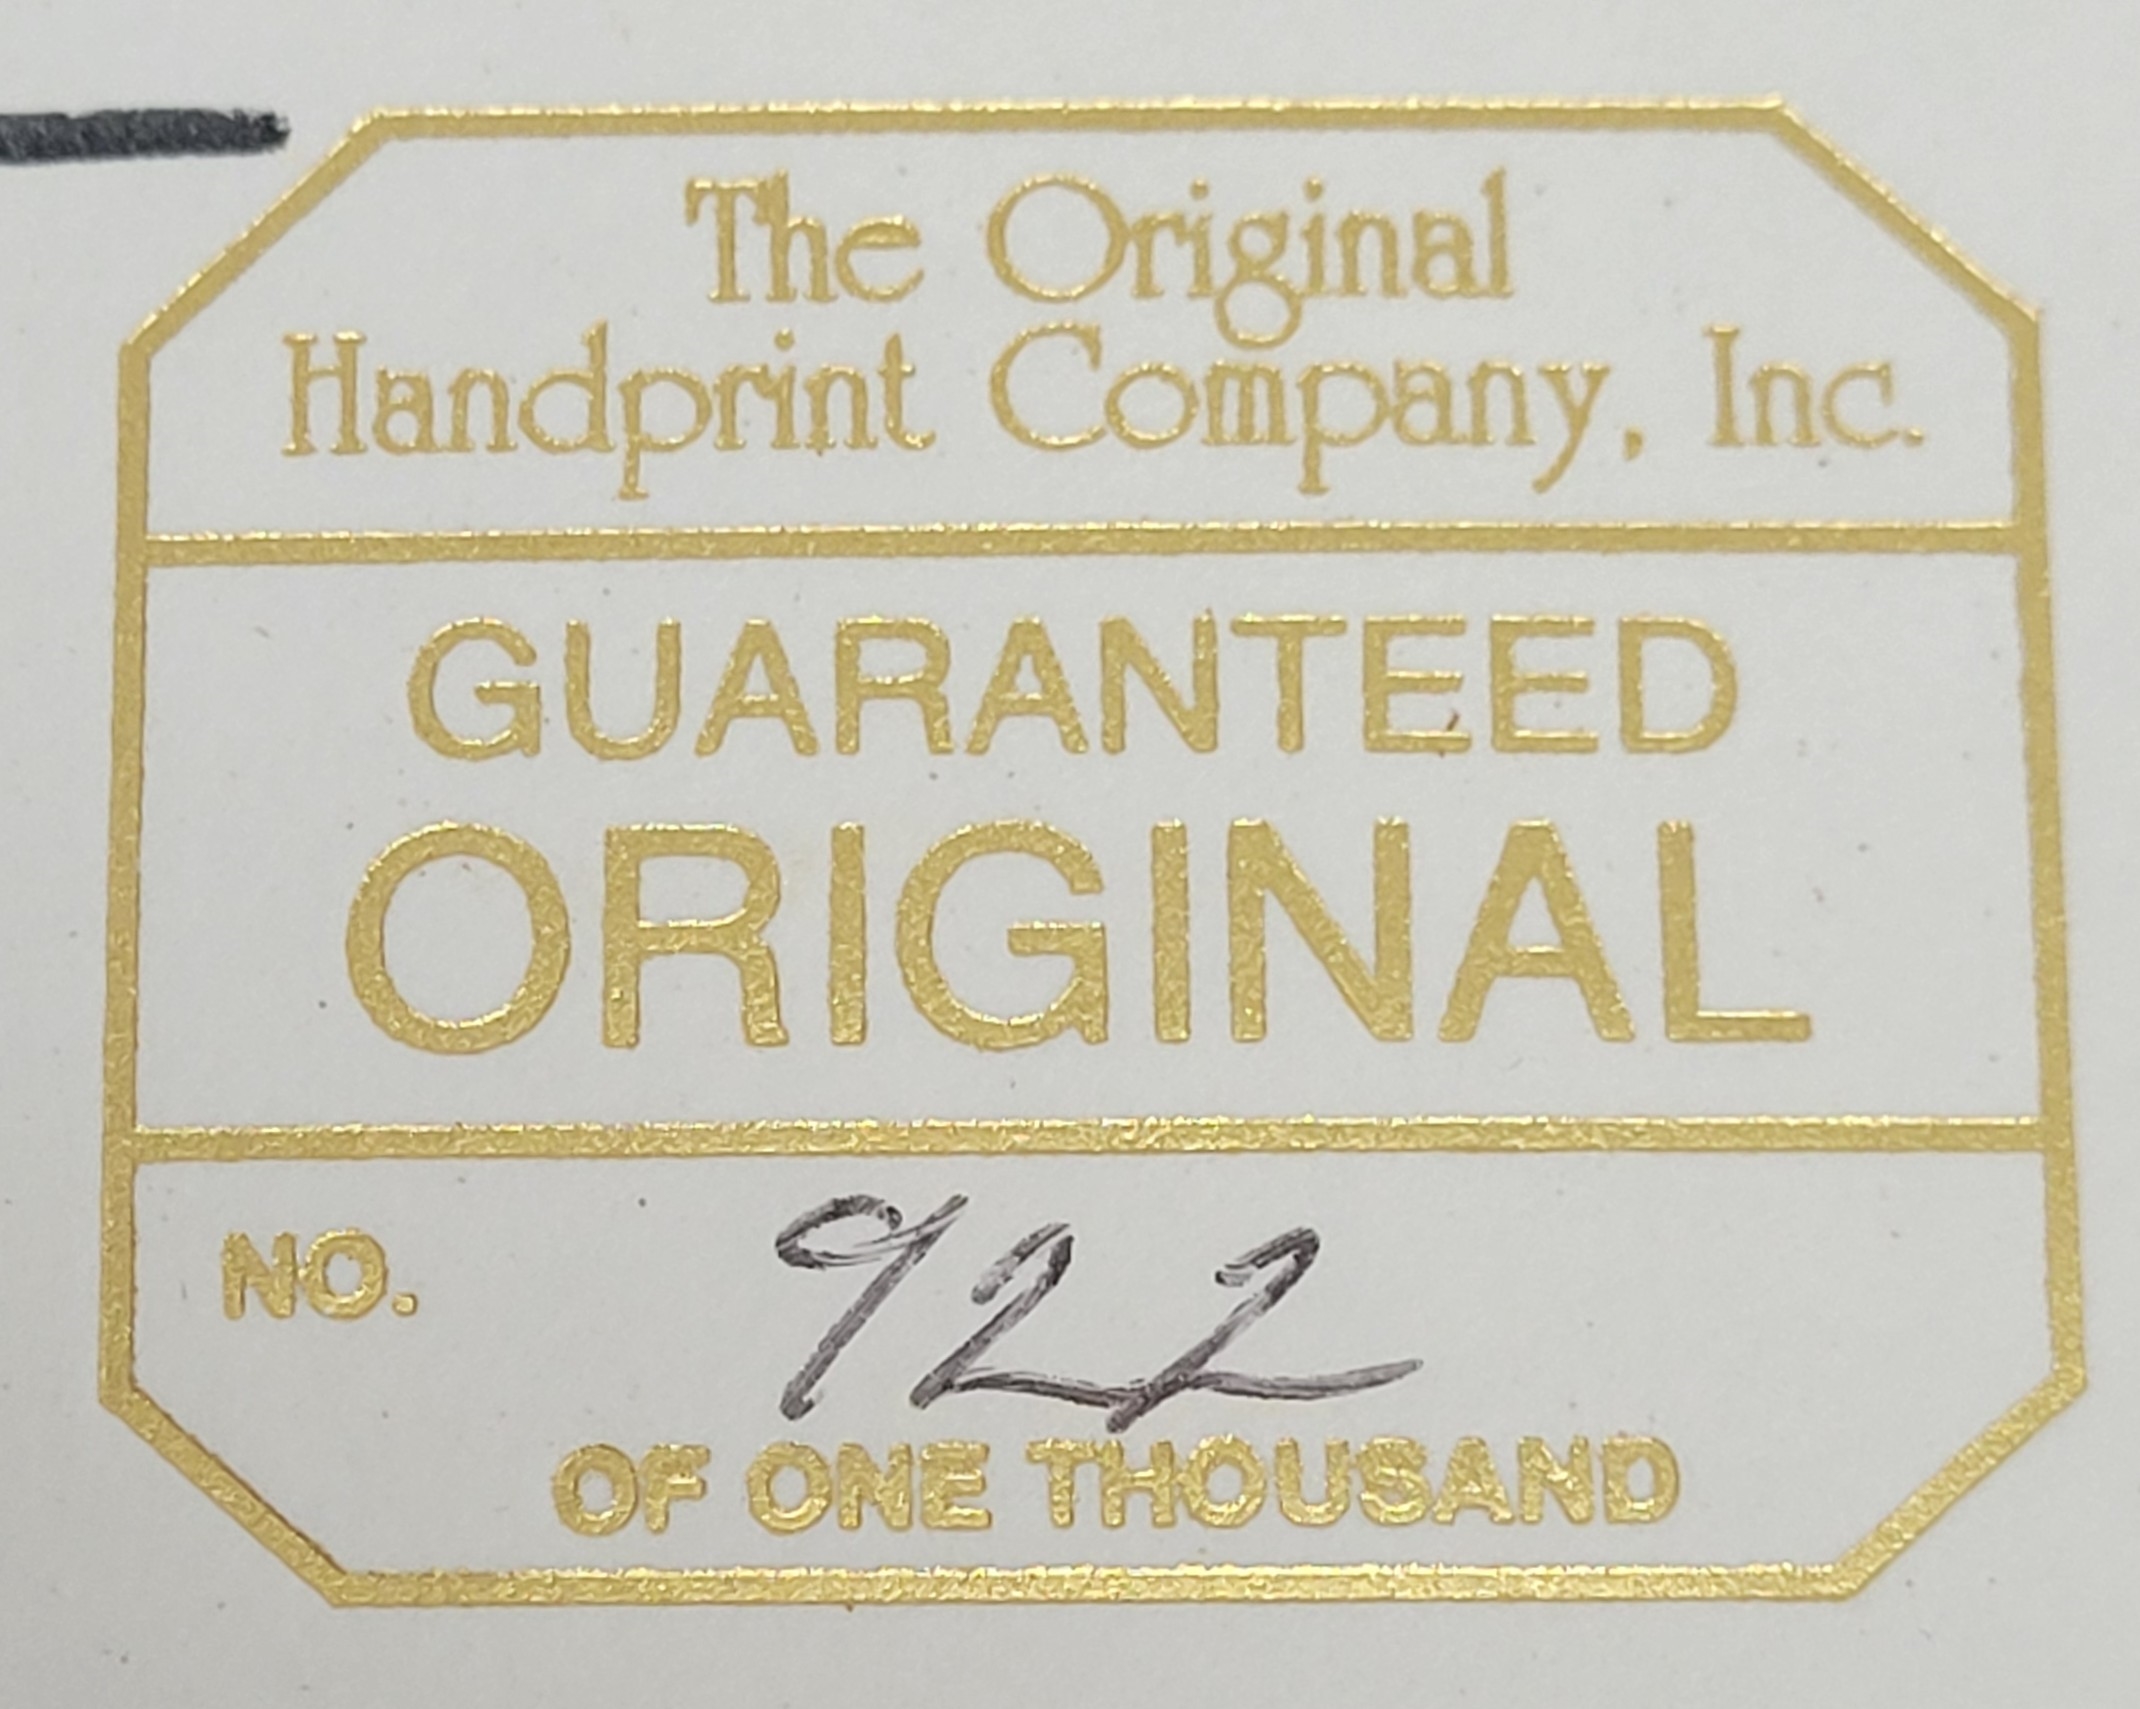 The Original
Handprint Company, Inc.
GUARANTEED
ORIGINAL
NO. 922
OF ONE THOUSAND